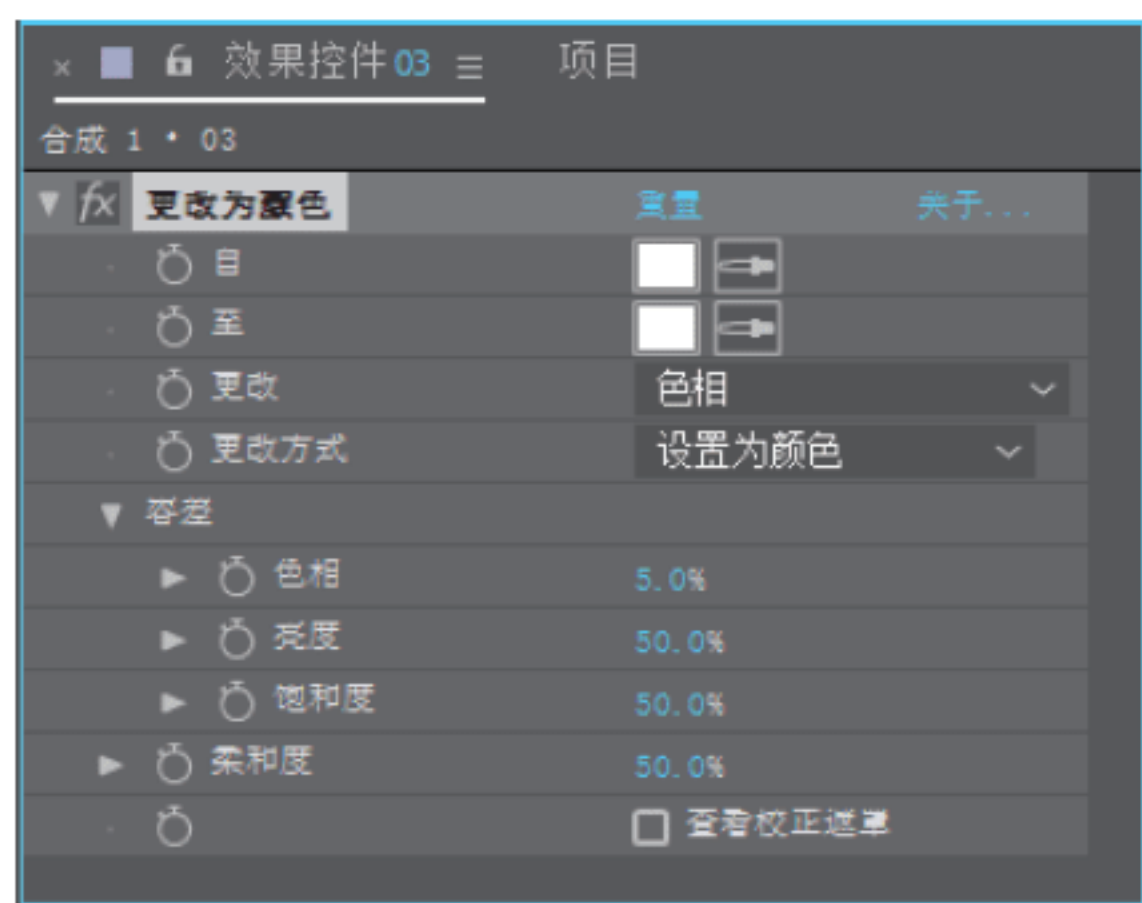 × 效果控件 03 ≡ 项目
合成 1 • 03
fx 更改为颜色 重置 关于...
自
至
更改 色相
更改方式 设置为颜色
容差
色相 5.0%
亮度 50.0%
饱和度 50.0%
柔和度 50.0%
查看校正遮罩